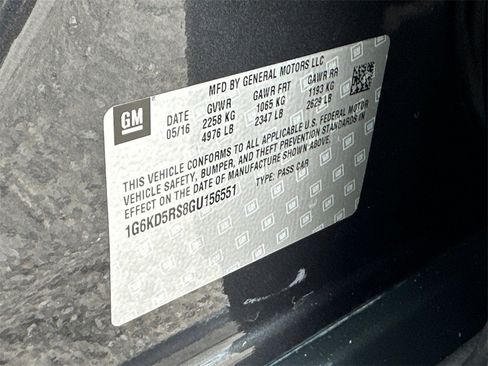 MFD BY GENERAL MOTORS LLC
GM
DATE GVWR GAWR FRT GAWR RR
05/16 2258 KG 1065 KG 1193 KG
4976 LB 2347 LB 2629 LB
THIS VEHICLE CONFORMS TO ALL APPLICABLE U.S. FEDERAL MOTOR
VEHICLE SAFETY, BUMPER, AND THEFT PREVENTION STANDARDS IN
EFFECT ON THE DATE OF MANUFACTURE SHOWN ABOVE.
1G6KD5RS8GU156551 TYPE: PASS CAR